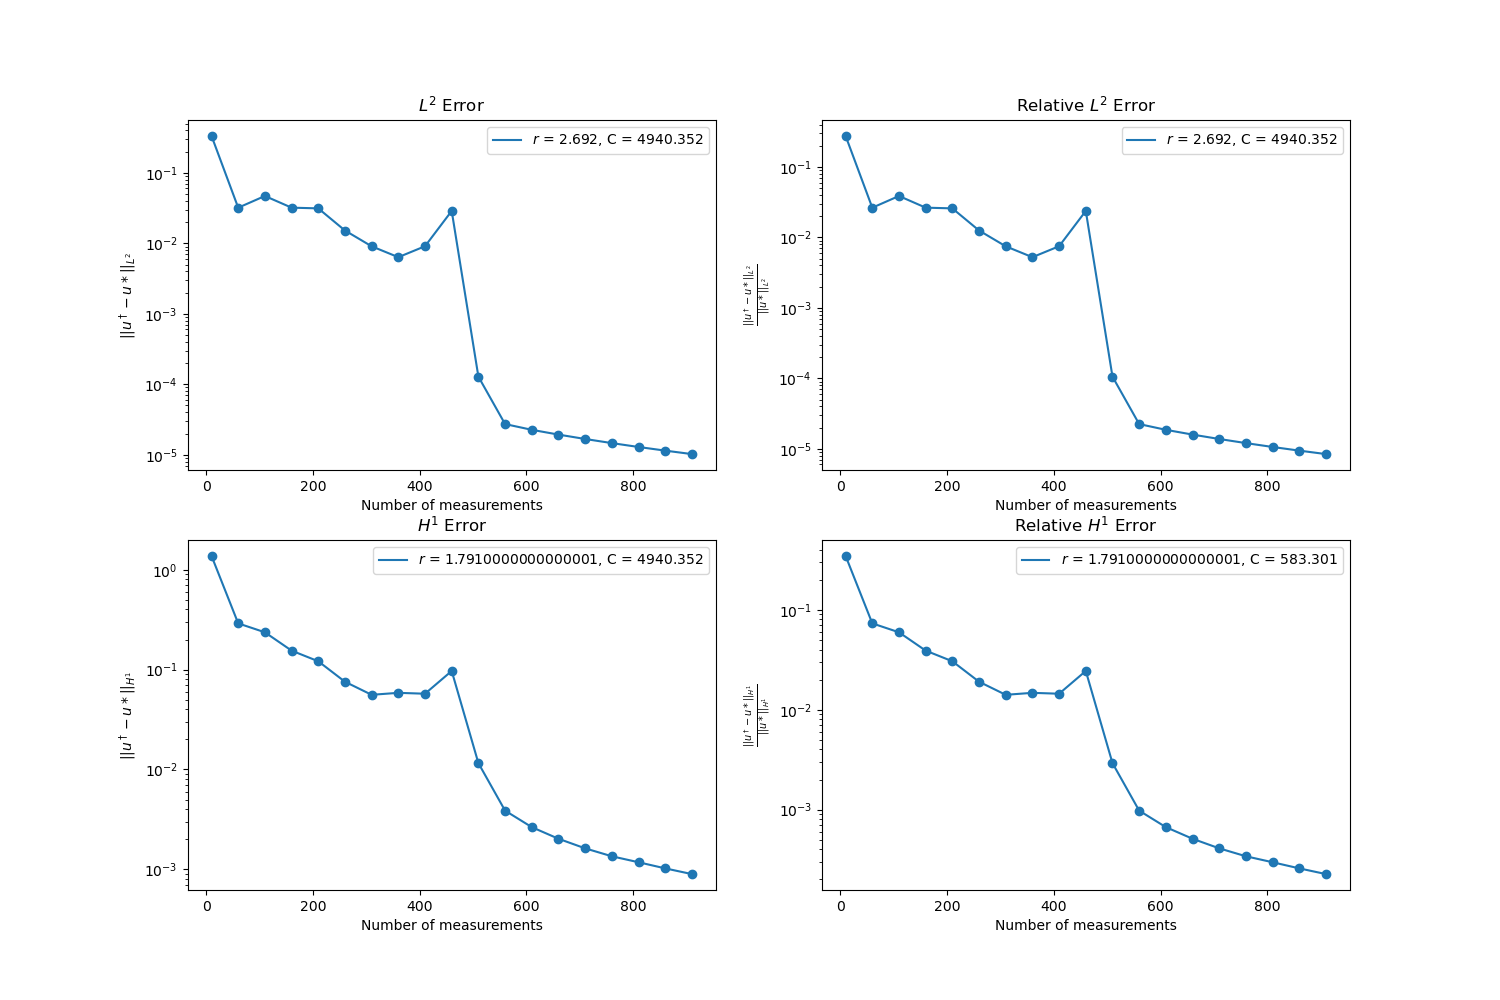 L² Error
r = 2.692, C = 4940.352
10⁻¹
10⁻²
10⁻³
10⁻⁴
10⁻⁵
||u† − u*||_{L²}
0 200 400 600 800
Number of measurements
Relative L² Error
r = 2.692, C = 4940.352
10⁻¹
10⁻²
10⁻³
10⁻⁴
10⁻⁵
||u† − u*||_{L²}
||u*||_{L²}
0 200 400 600 800
Number of measurements
H¹ Error
r = 1.7910000000000001, C = 4940.352
10⁰
10⁻¹
10⁻²
10⁻³
||u† − u*||_{H¹}
0 200 400 600 800
Number of measurements
Relative H¹ Error
r = 1.7910000000000001, C = 583.301
10⁻¹
10⁻²
10⁻³
||u† − u*||_{H¹}
||u*||_{H¹}
0 200 400 600 800
Number of measurements